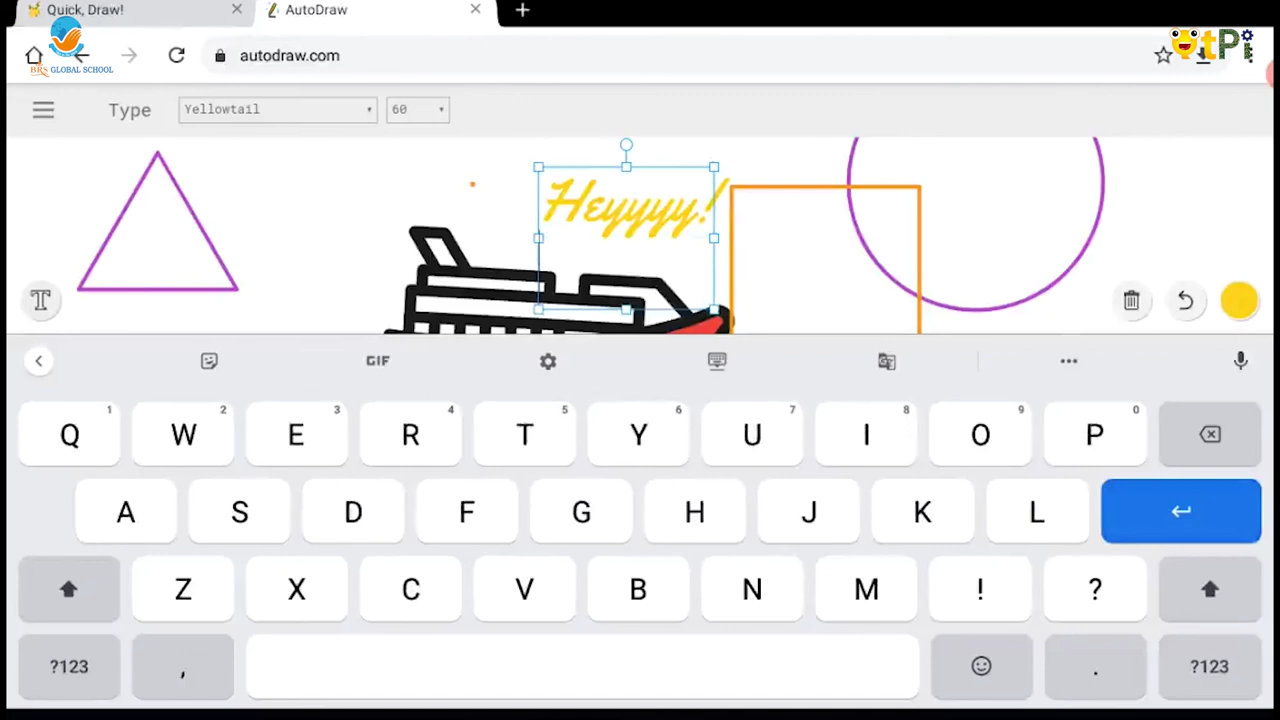 Quick, Draw!
AutoDraw
autodraw.com
BRS GLOBAL SCHOOL
OtPi
Type
Yellowtail
60
Heyyyy!
T
GIF
Q 1 W 2 E 3 R 4 T 5 Y 6 U 7 I 8 O 9 P 0
A S D F G H J K L
Z X C V B N M ! ?
?123 , . ?123